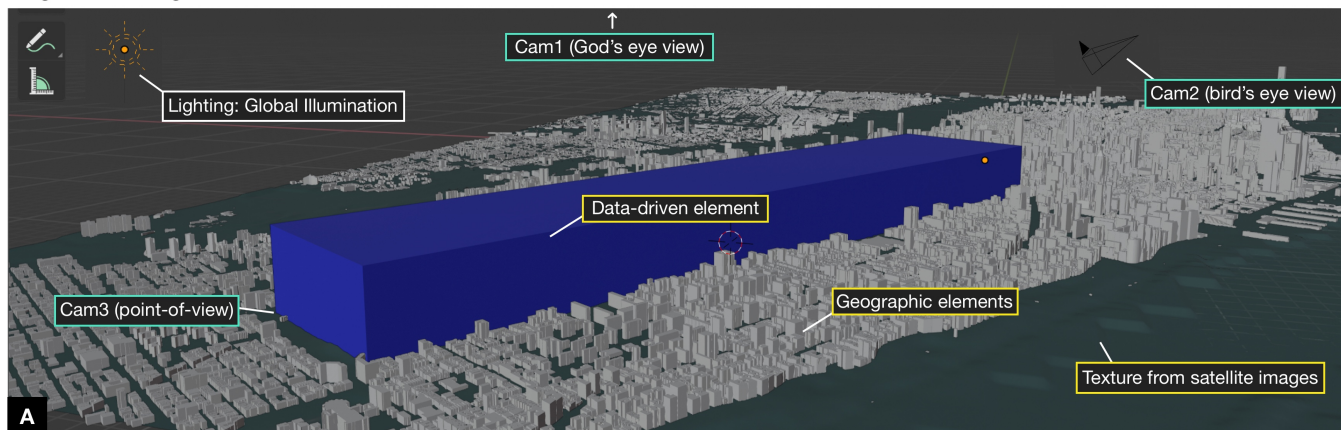 Cam1 (God's eye view)
Cam2 (bird's eye view)
Lighting: Global Illumination
Data-driven element
Geographic elements
Cam3 (point-of-view)
Texture from satellite images
A